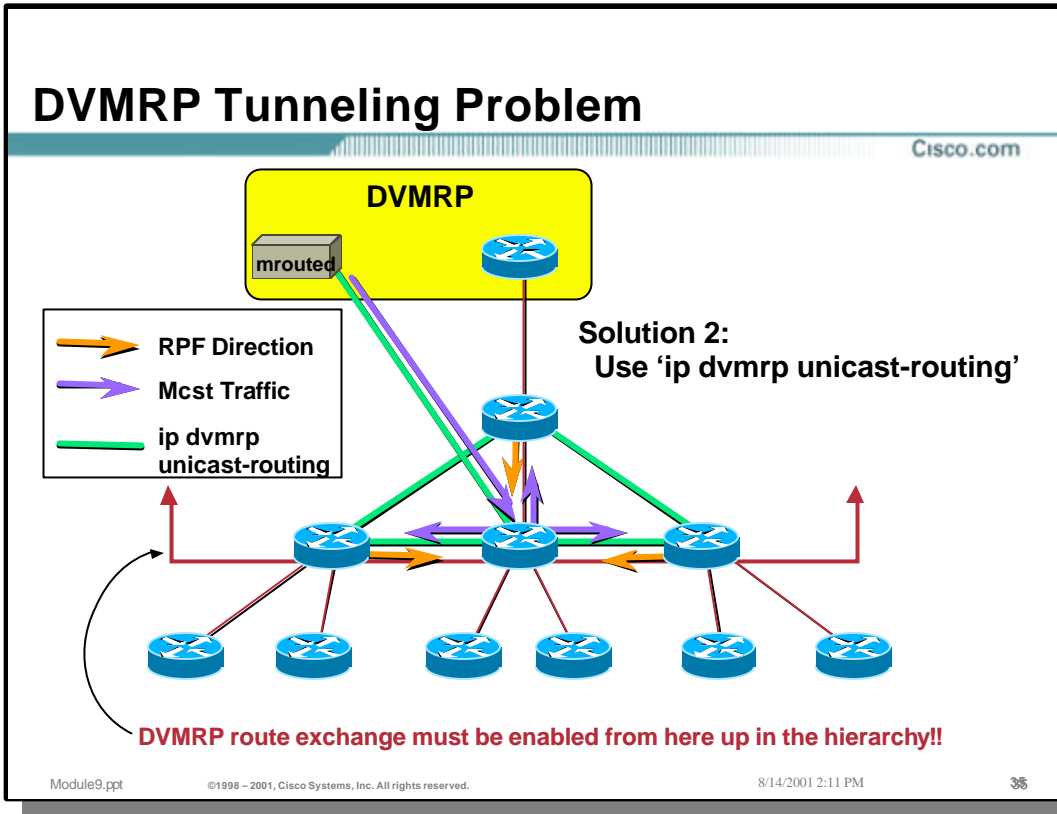 DVMRP Tunneling Problem
Cisco.com
DVMRP
mrouted
RPF Direction
Mcst Traffic
ip dvmrp
unicast-routing
Solution 2:
Use ‘ip dvmrp unicast-routing’
DVMRP route exchange must be enabled from here up in the hierarchy!!
Module9.ppt
©1998 – 2001, Cisco Systems, Inc. All rights reserved.
8/14/2001 2:11 PM